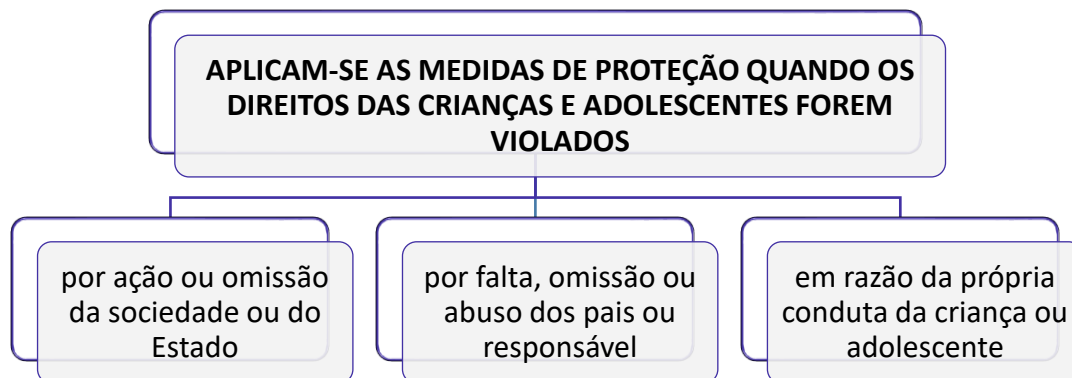 APLICAM-SE AS MEDIDAS DE PROTEÇÃO QUANDO OS
DIREITOS DAS CRIANÇAS E ADOLESCENTES FOREM
VIOLADOS
por ação ou omissão
da sociedade ou do
Estado
por falta, omissão ou
abuso dos pais ou
responsável
em razão da própria
conduta da criança ou
adolescente